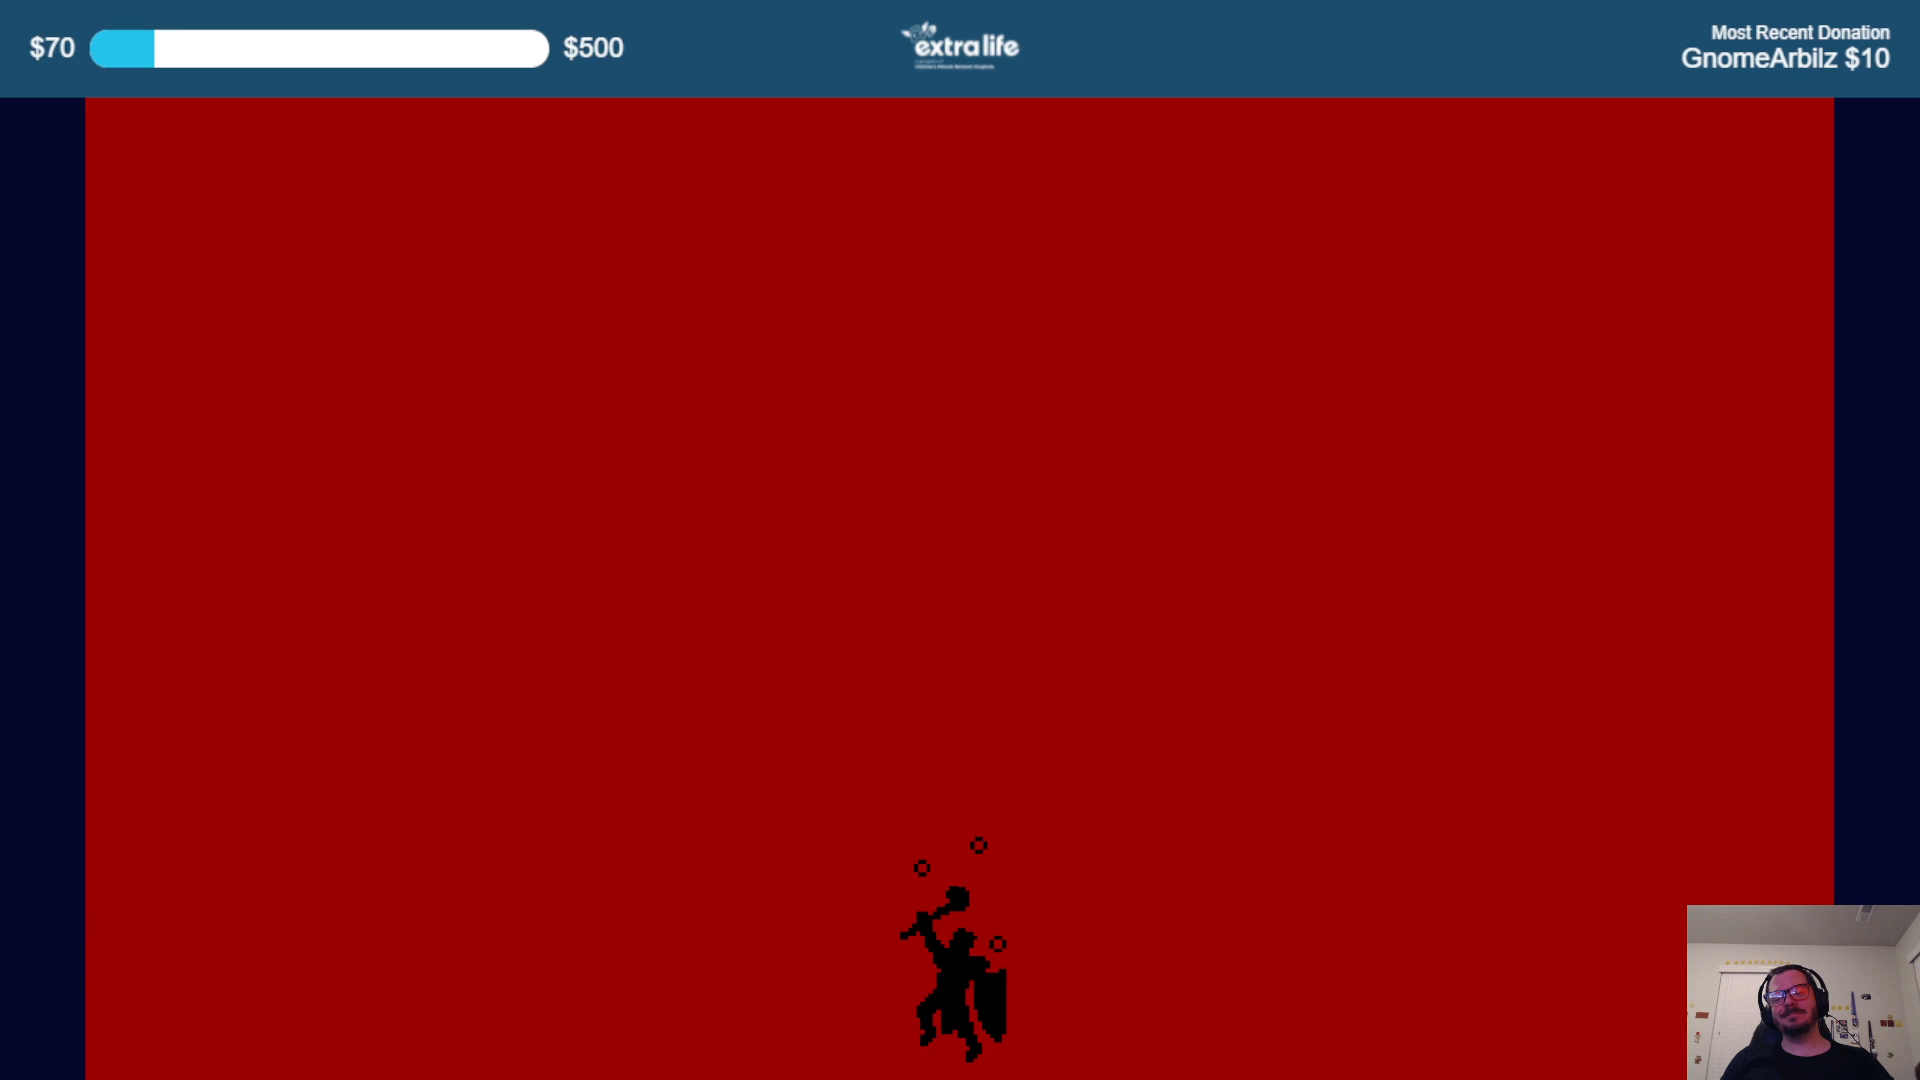 $70
$500
extra life
Most Recent Donation
GnomeArbilz $10